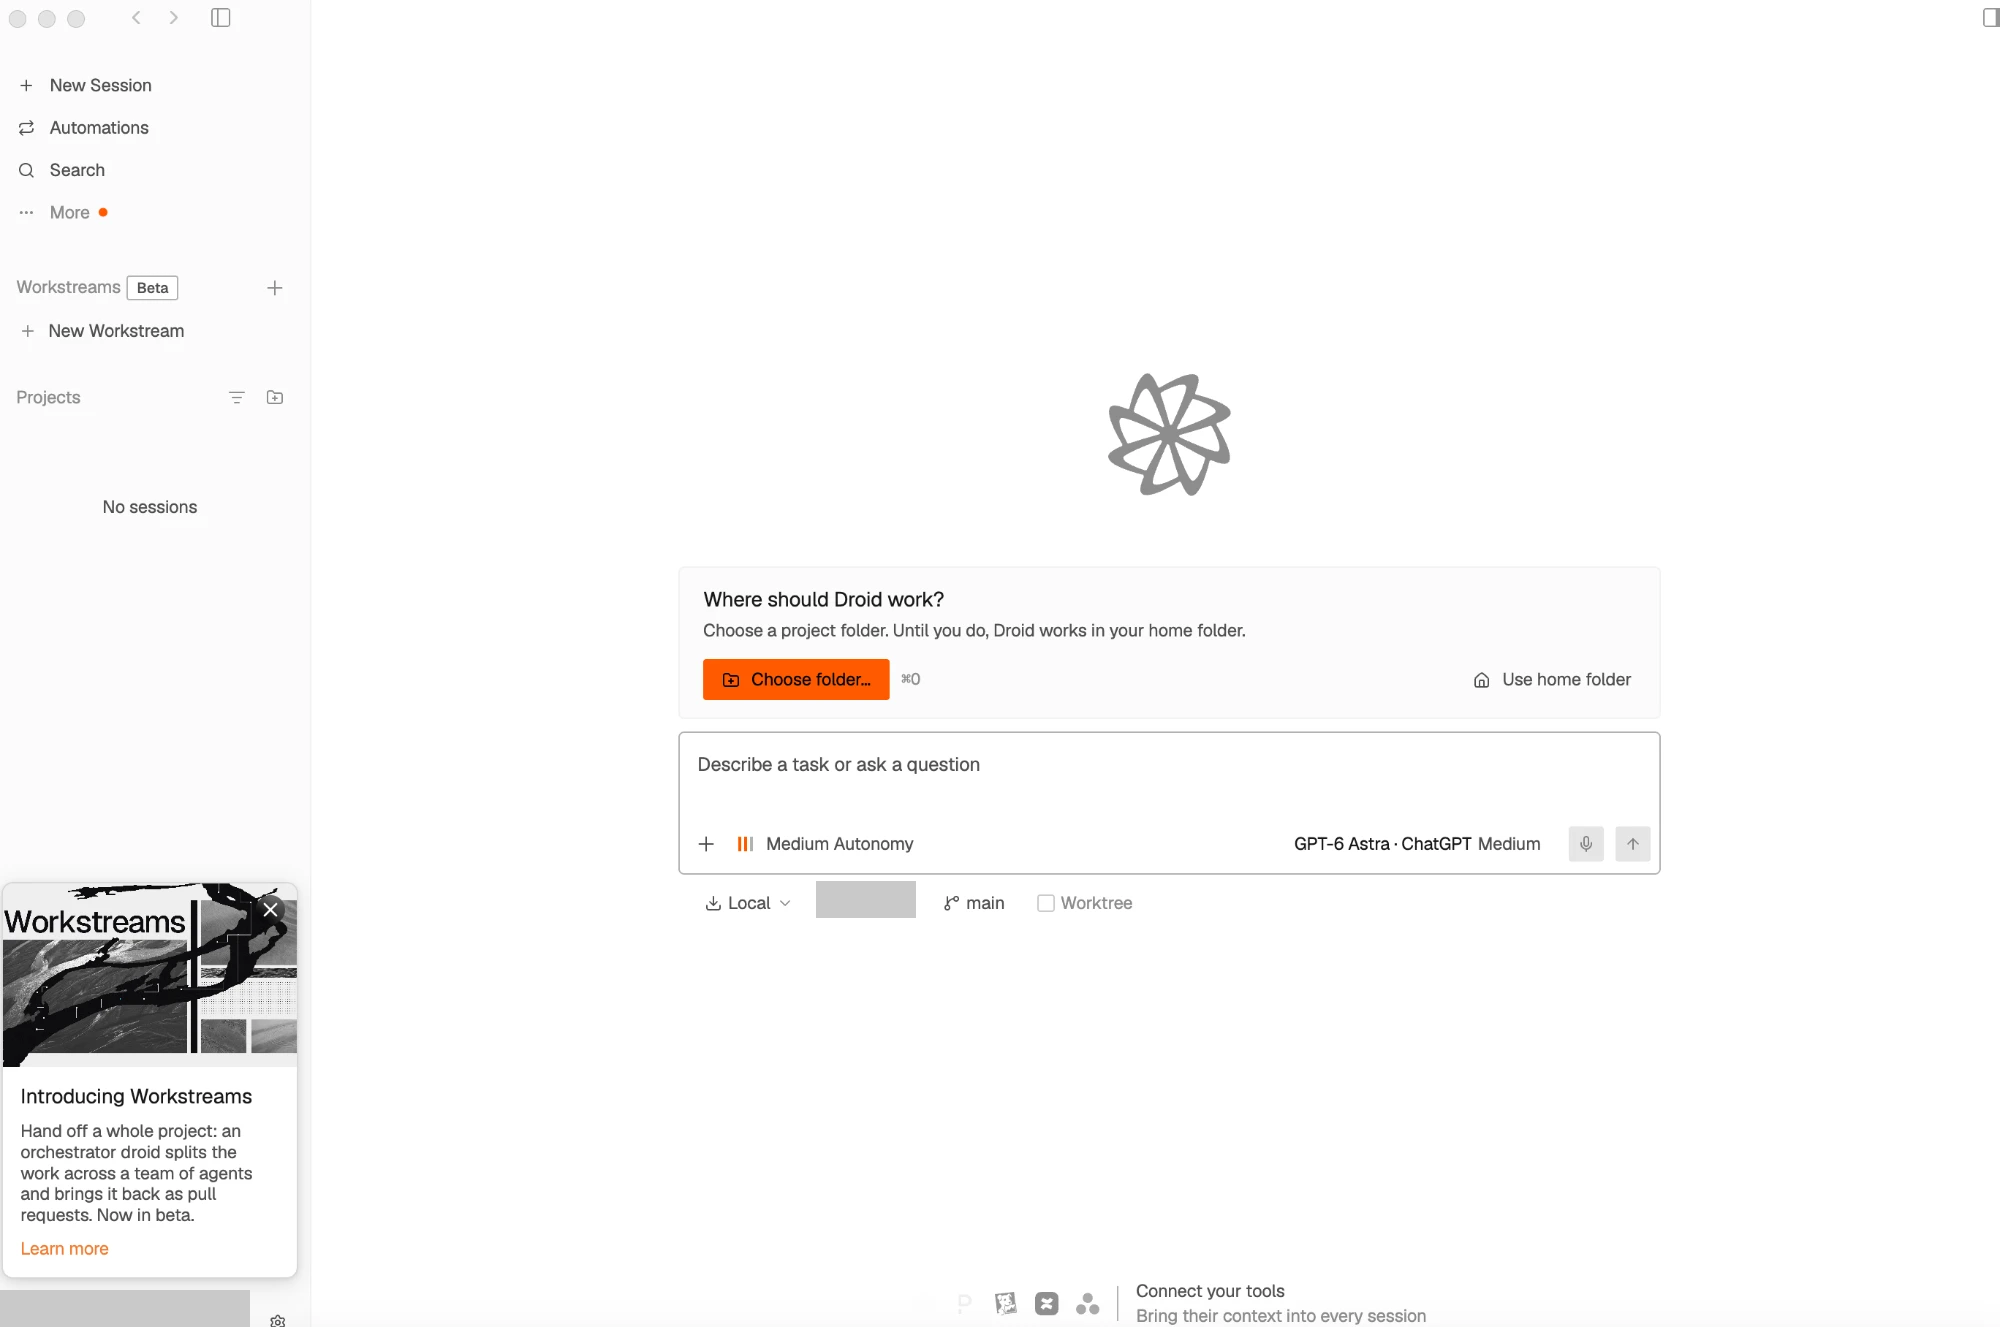 New Session
Automations
Search
More
Workstreams Beta
New Workstream
Projects
No sessions
Workstreams
Introducing Workstreams
Hand off a whole project: an
orchestrator droid splits the
work across a team of agents
and brings it back as pull
requests. Now in beta.
Learn more
Where should Droid work?
Choose a project folder. Until you do, Droid works in your home folder.
Choose folder... ⌘O
Use home folder
Describe a task or ask a question
Medium Autonomy
GPT-6 Astra · ChatGPT Medium
Local
main
Worktree
Connect your tools
Bring their context into every session